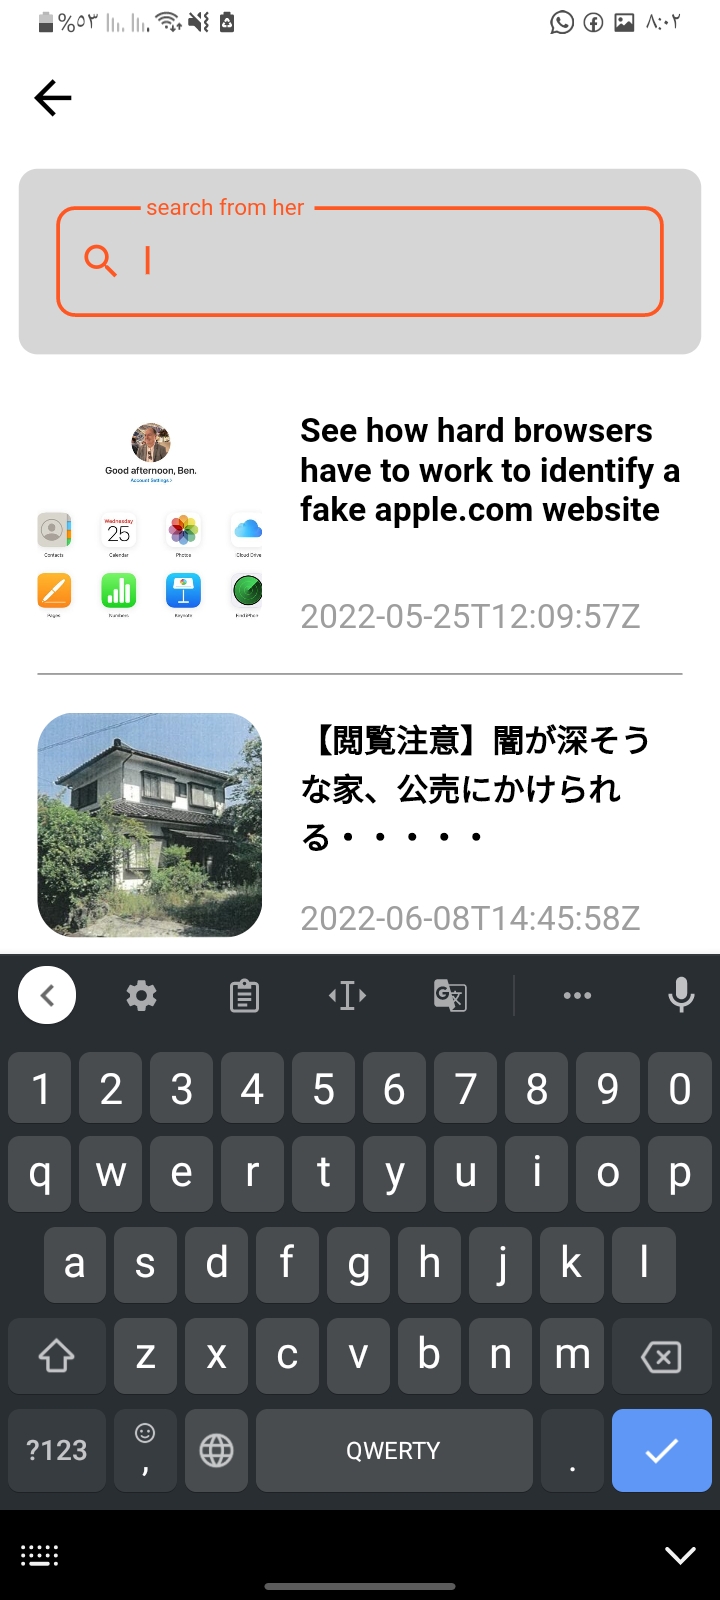 %٥٣
٨:٠٢
search from her
Good afternoon, Ben.
Account Settings >
Wednesday
25
Contacts
Calendar
Photos
iCloud Drive
Pages
Numbers
Keynote
Find iPhone
See how hard browsers
have to work to identify a
fake apple.com website
2022-05-25T12:09:57Z
【閲覧注意】闇が深そう
な家、公売にかけられ
る・・・・・
2022-06-08T14:45:58Z
1 2 3 4 5 6 7 8 9 0
q w e r t y u i o p
a s d f g h j k l
z x c v b n m
?123 , QWERTY .